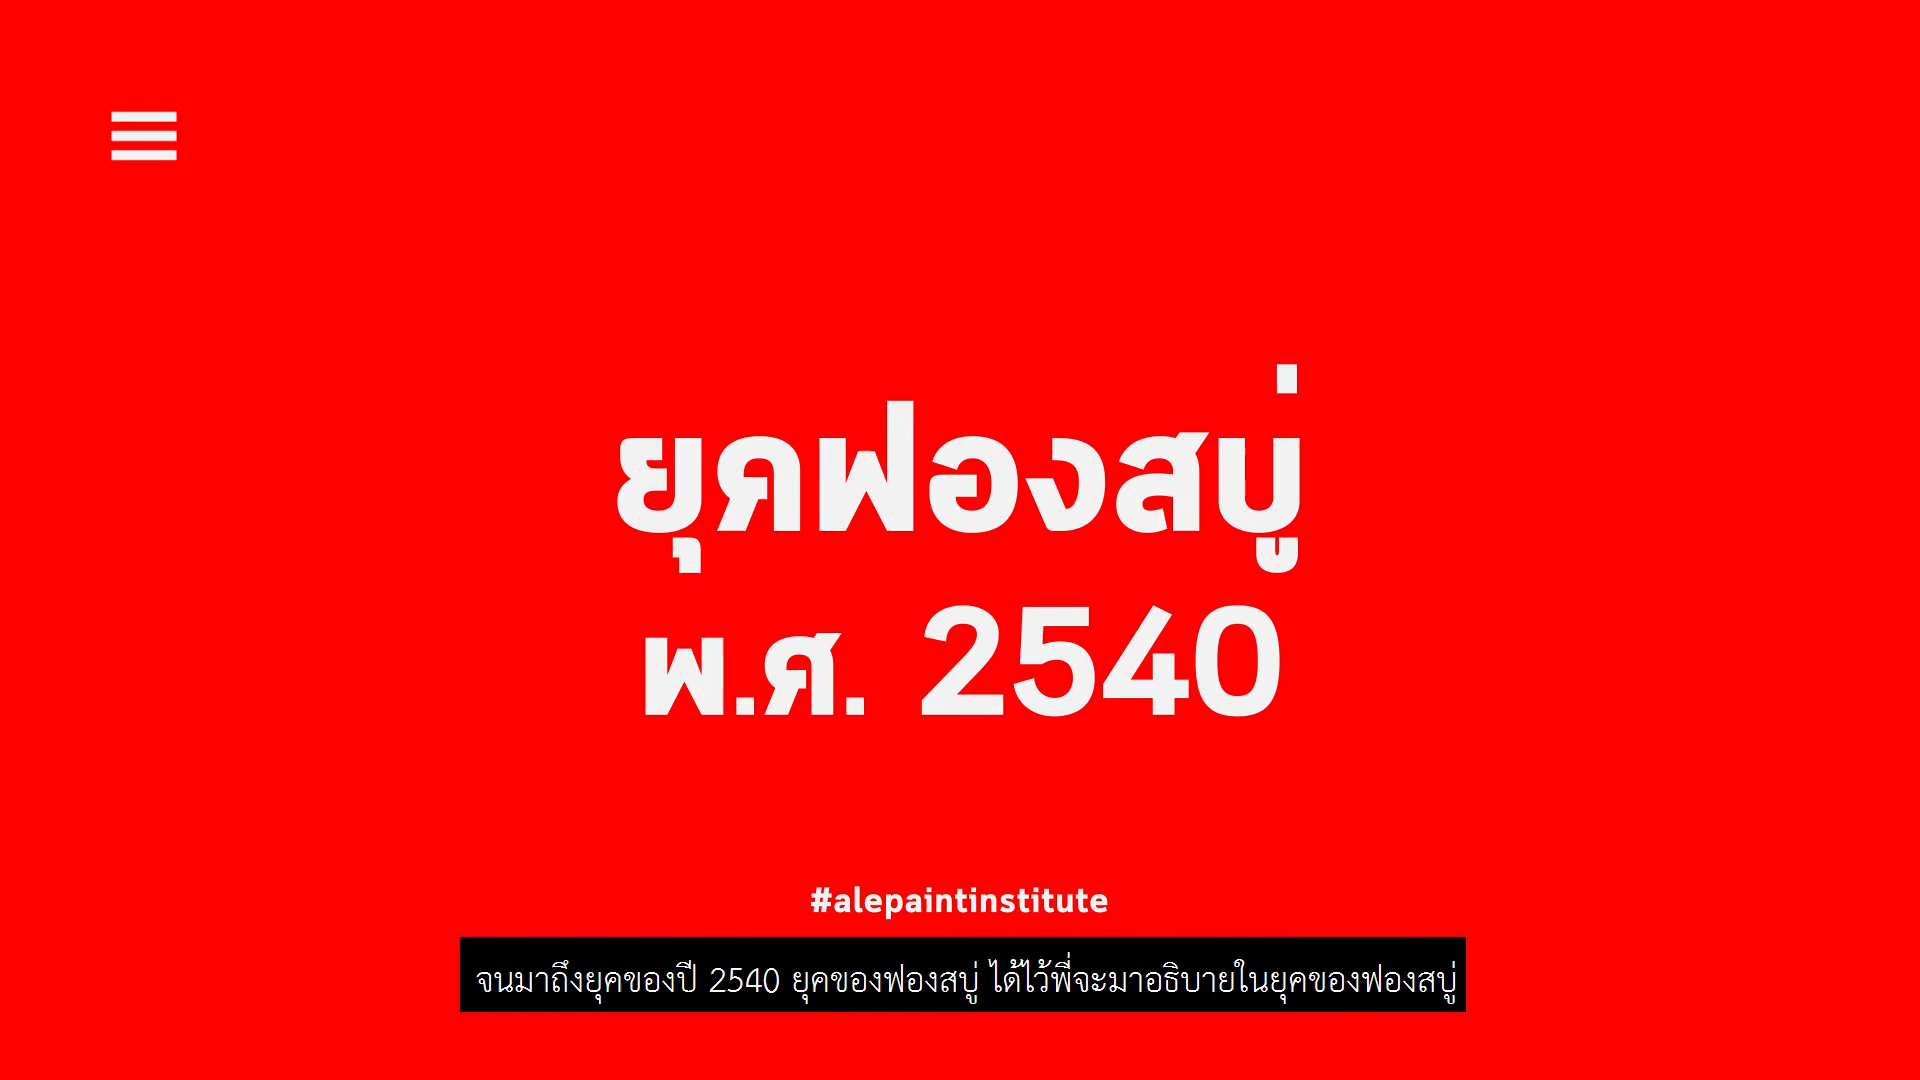 ยุคฟองสบู่
พ.ศ. 2540
#alepaintinstitute
จนมาถึงยุคของปี 2540 ยุคของฟองสบู่ ได้ไว้พี่จะมาอธิบายในยุคของฟองสบู่